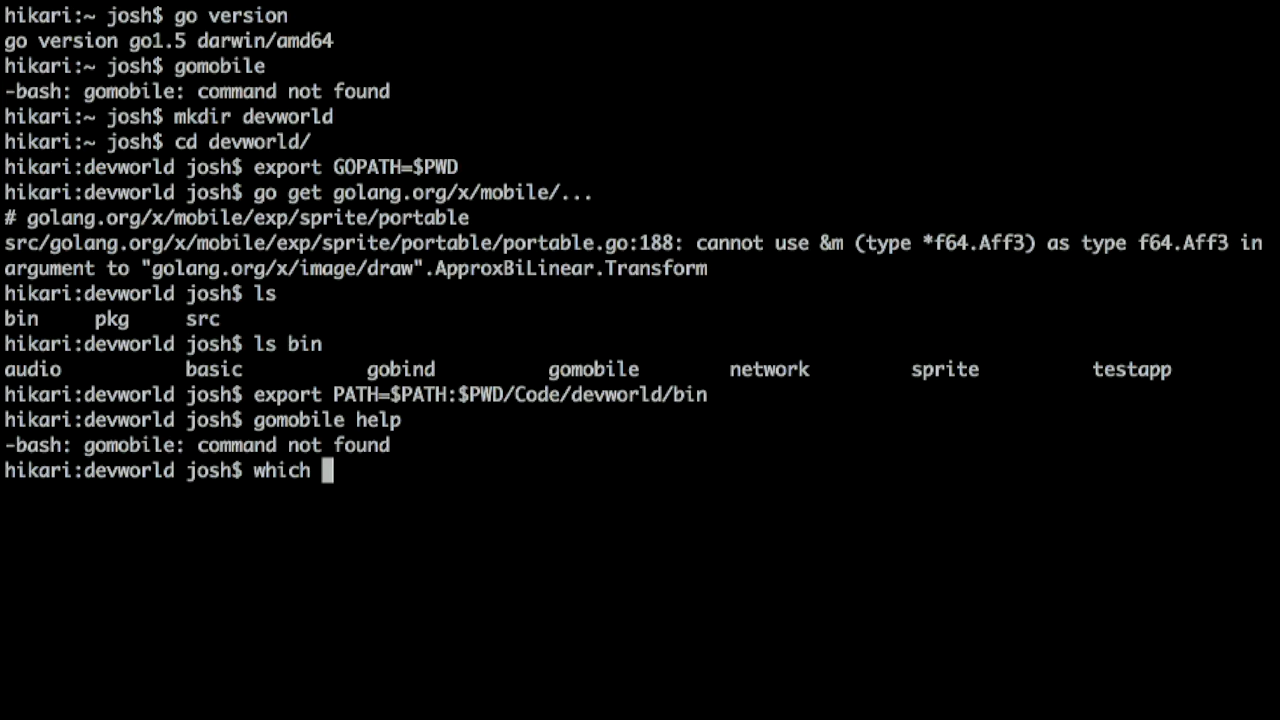 hikari:~ josh$ go version
go version go1.5 darwin/amd64
hikari:~ josh$ gomobile
-bash: gomobile: command not found
hikari:~ josh$ mkdir devworld
hikari:~ josh$ cd devworld/
hikari:devworld josh$ export GOPATH=$PWD
hikari:devworld josh$ go get golang.org/x/mobile/...
# golang.org/x/mobile/exp/sprite/portable
src/golang.org/x/mobile/exp/sprite/portable/portable.go:188: cannot use &m (type *f64.Aff3) as type f64.Aff3 in
argument to "golang.org/x/image/draw".ApproxBiLinear.Transform
hikari:devworld josh$ ls
bin pkg src
hikari:devworld josh$ ls bin
audio basic gobind gomobile network sprite testapp
hikari:devworld josh$ export PATH=$PATH:$PWD/Code/devworld/bin
hikari:devworld josh$ gomobile help
-bash: gomobile: command not found
hikari:devworld josh$ which